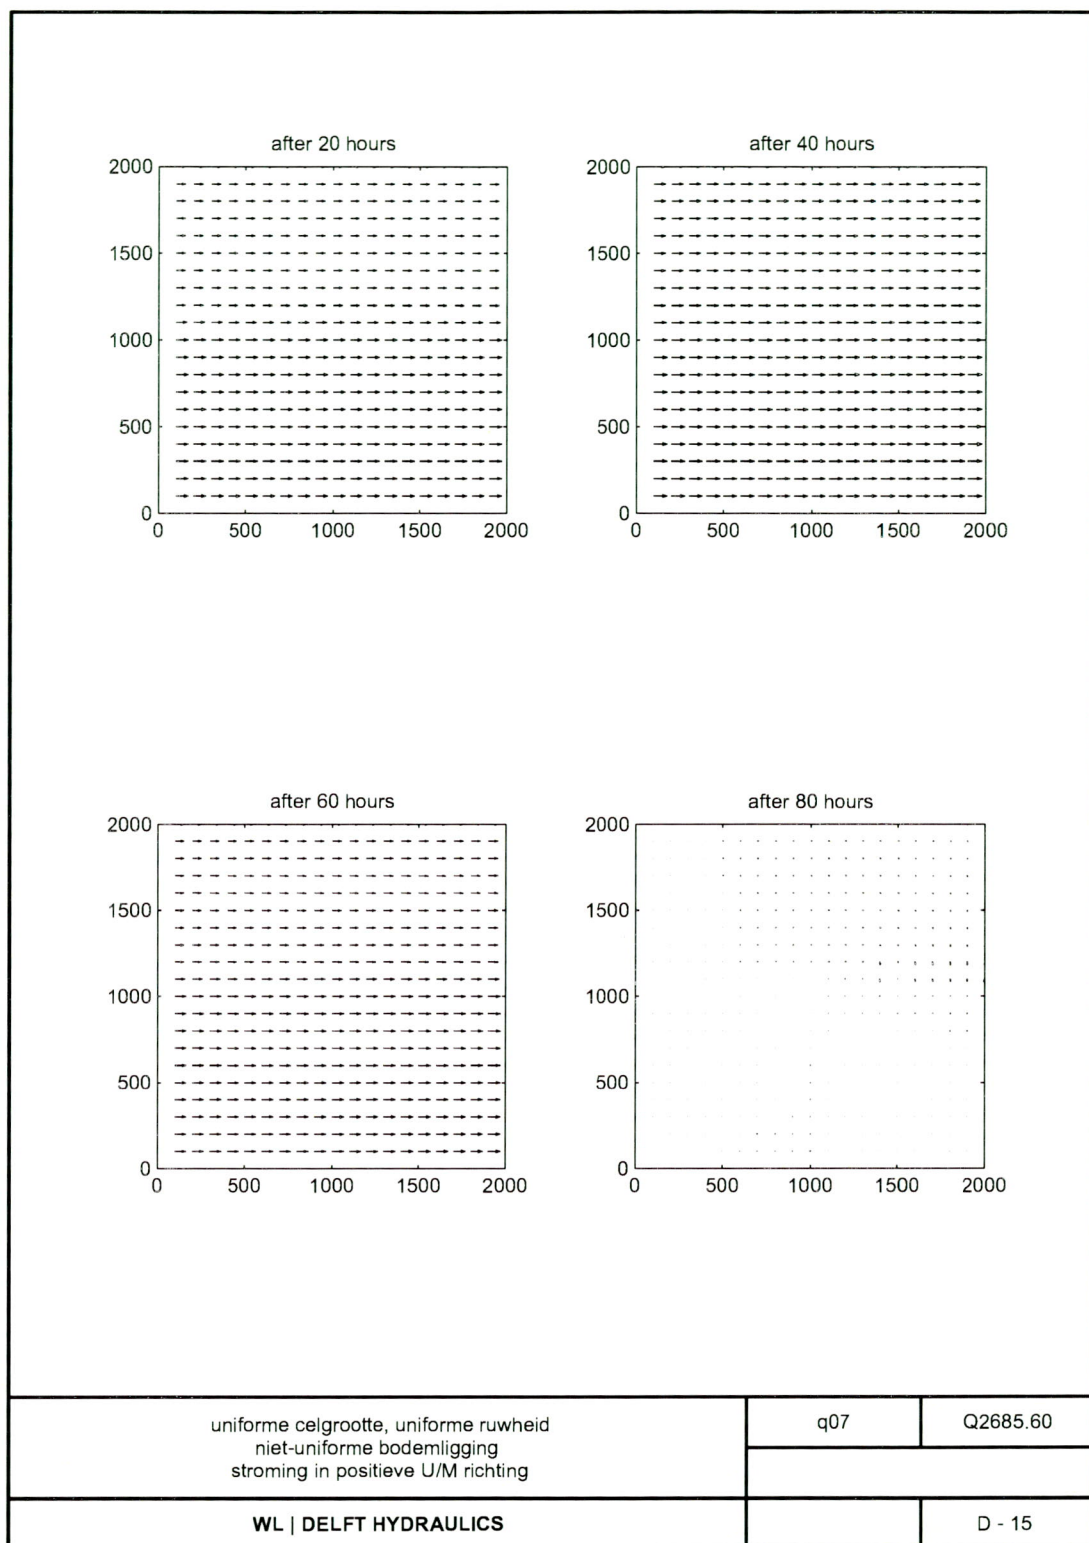 after 20 hours
2000
1500
1000
500
0
0 500 1000 1500 2000
after 40 hours
2000
1500
1000
500
0
0 500 1000 1500 2000
after 60 hours
2000
1500
1000
500
0
0 500 1000 1500 2000
after 80 hours
2000
1500
1000
500
0
0 500 1000 1500 2000
uniforme celgrootte, uniforme ruwheid
niet-uniforme bodemligging
stroming in positieve U/M richting
q07
Q2685.60
WL | DELFT HYDRAULICS
D - 15